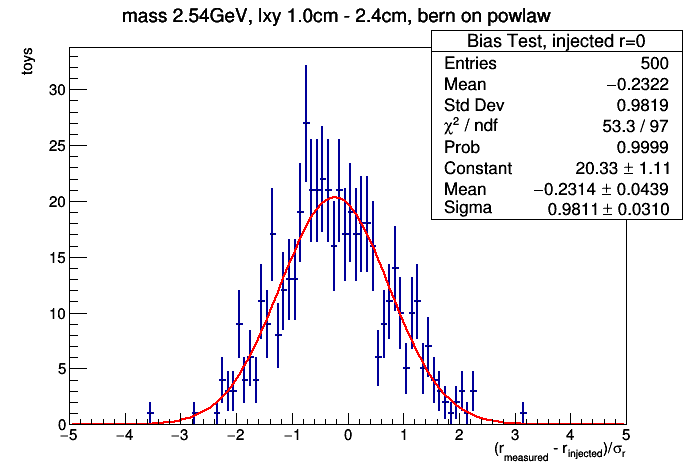 mass 2.54GeV, lxy 1.0cm - 2.4cm, bern on powlaw
toys
Bias Test, injected r=0
Entries 500
Mean −0.2322
Std Dev 0.9819
χ² / ndf 53.3 / 97
Prob 0.9999
Constant 20.33 ± 1.11
Mean −0.2314 ± 0.0439
Sigma 0.9811 ± 0.0310
30
25
20
15
10
5
0
−5 −4 −3 −2 −1 0 1 2 3 4 5
(r_measured - r_injected)/σ_r